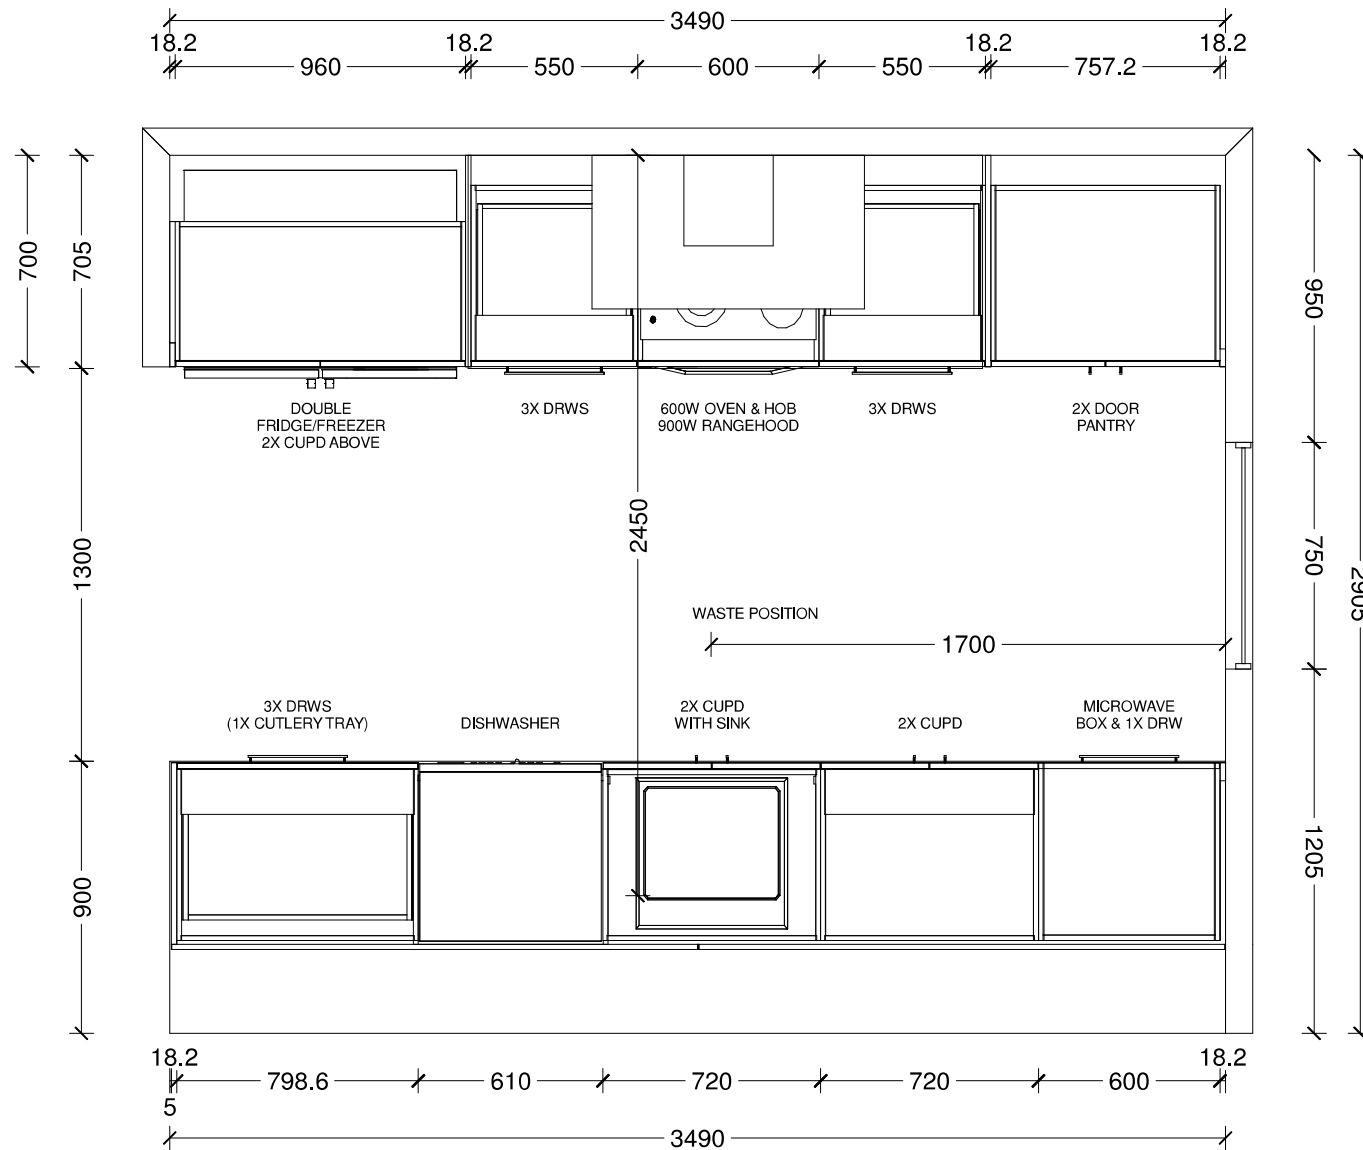 3490
18.2 18.2 18.2 18.2
960 550 600 550 757.2
700
705
950
DOUBLE
FRIDGE/FREEZER
2X CUPD ABOVE
3X DRWS
600W OVEN & HOB
900W RANGEHOOD
3X DRWS
2X DOOR
PANTRY
2450
1300
750
2905
WASTE POSITION
1700
3X DRWS
(1X CUTLERY TRAY)
DISHWASHER
2X CUPD
WITH SINK
2X CUPD
MICROWAVE
BOX & 1X DRW
900
1205
18.2 18.2
798.6 610 720 720 600
5
3490